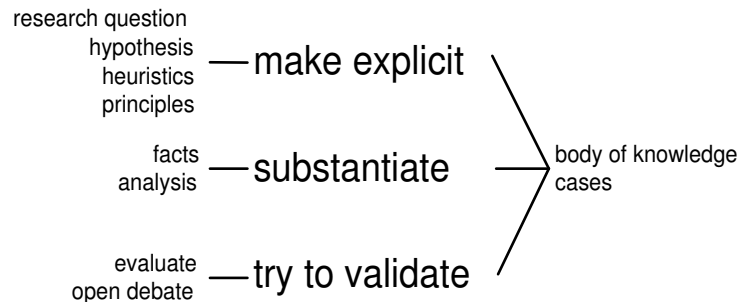 research question
hypothesis
heuristics
principles
make explicit
facts
analysis
substantiate
evaluate
open debate
try to validate
body of knowledge
cases